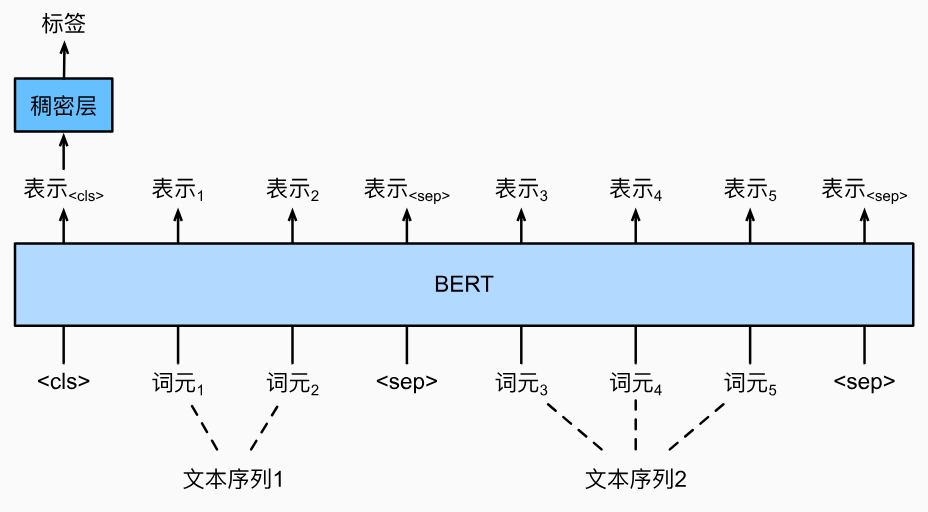 标签
稠密层
表示<cls> 表示1 表示2 表示<sep> 表示3 表示4 表示5 表示<sep>
BERT
<cls> 词元1 词元2 <sep> 词元3 词元4 词元5 <sep>
文本序列1 文本序列2